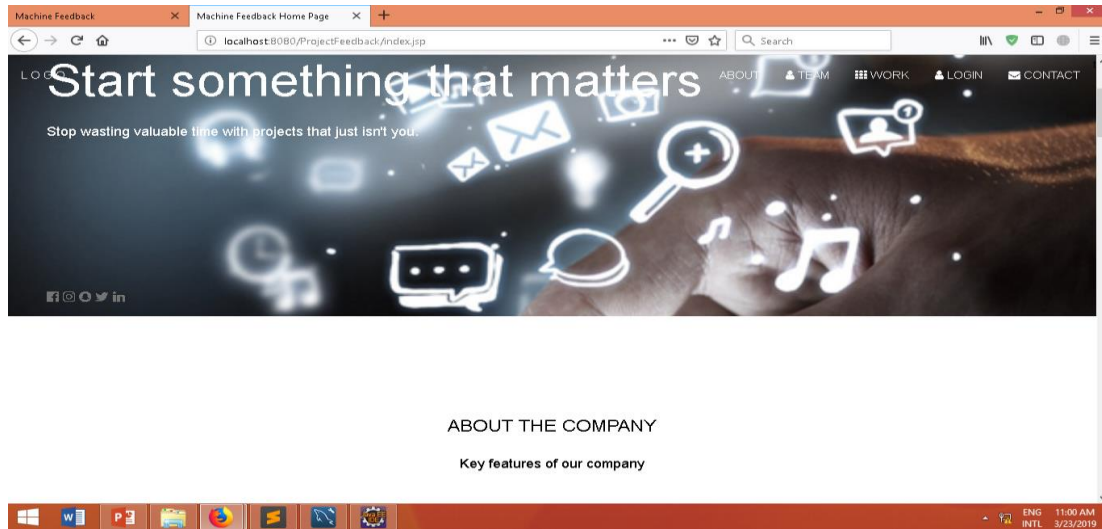 Machine Feedback
Machine Feedback Home Page
localhost:8080/ProjectFeedback/index.jsp
Search
LOGO
ABOUT TEAM WORK LOGIN CONTACT
Start something that matters
Stop wasting valuable time with projects that just isn't you.
ABOUT THE COMPANY
Key features of our company
ENG 11:00 AM
INTL 3/23/2019